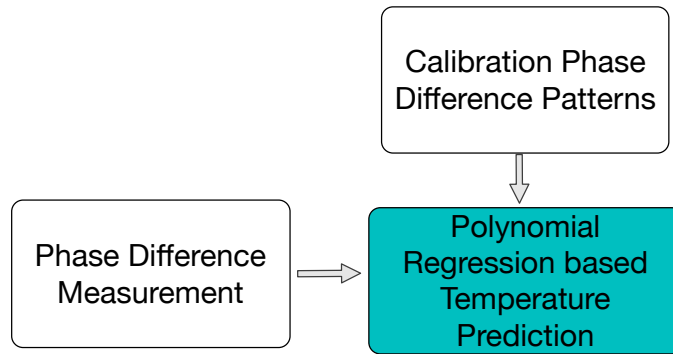 Calibration Phase
Difference Patterns
Phase Difference
Measurement
Polynomial
Regression based
Temperature
Prediction